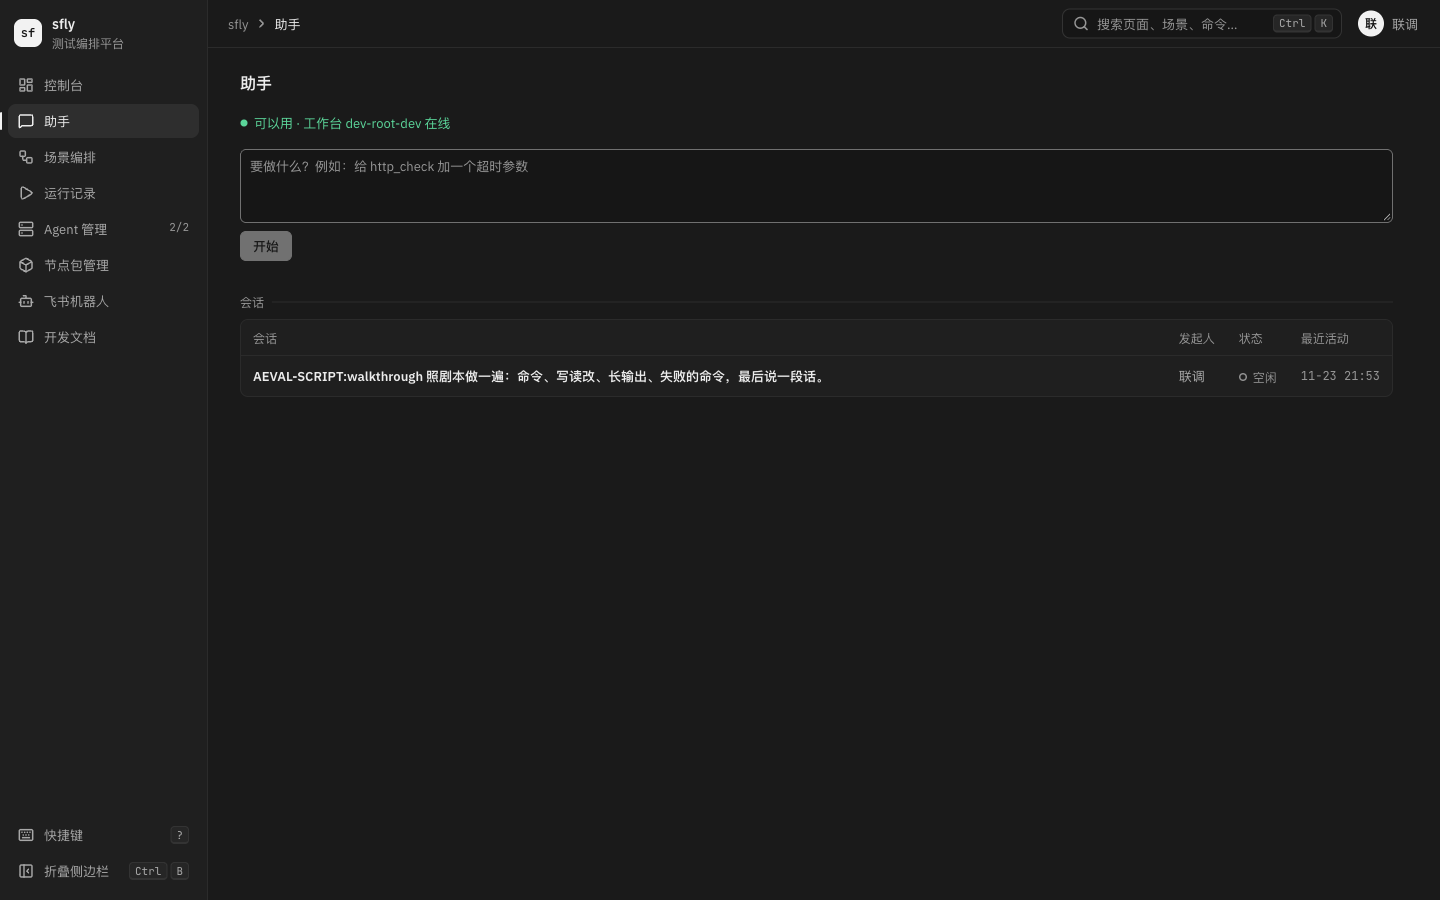 sf
sfly
测试编排平台
控制台
助手
场景编排
运行记录
Agent 管理 2/2
节点包管理
飞书机器人
开发文档
快捷键 ?
折叠侧边栏 Ctrl B
sfly > 助手
搜索页面、场景、命令... Ctrl K
联 联调
助手
可以用 · 工作台 dev-root-dev 在线
要做什么？例如：给 http_check 加一个超时参数
开始
会话
会话 发起人 状态 最近活动
AEVAL-SCRIPT:walkthrough 照剧本做一遍：命令、写读改、长输出、失败的命令，最后说一段话。 联调 空闲 11-23 21:53